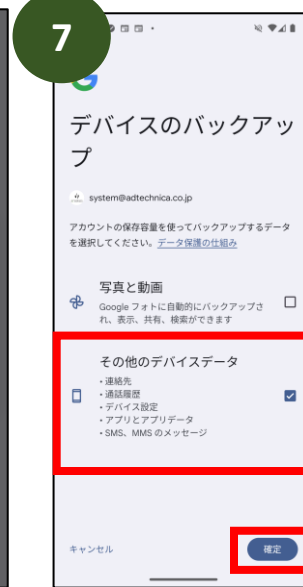 7
デバイスのバックアッ
プ
system@adtechnica.co.jp
アカウントの保存容量を使ってバックアップするデータ
を選択してください。データ保護の仕組み
写真と動画
Google フォトに自動的にバックアップさ
れ、表示、共有、検索ができます
その他のデバイスデータ
・連絡先
・通話履歴
・デバイス設定
・アプリとアプリデータ
・SMS、MMS のメッセージ
キャンセル
確定